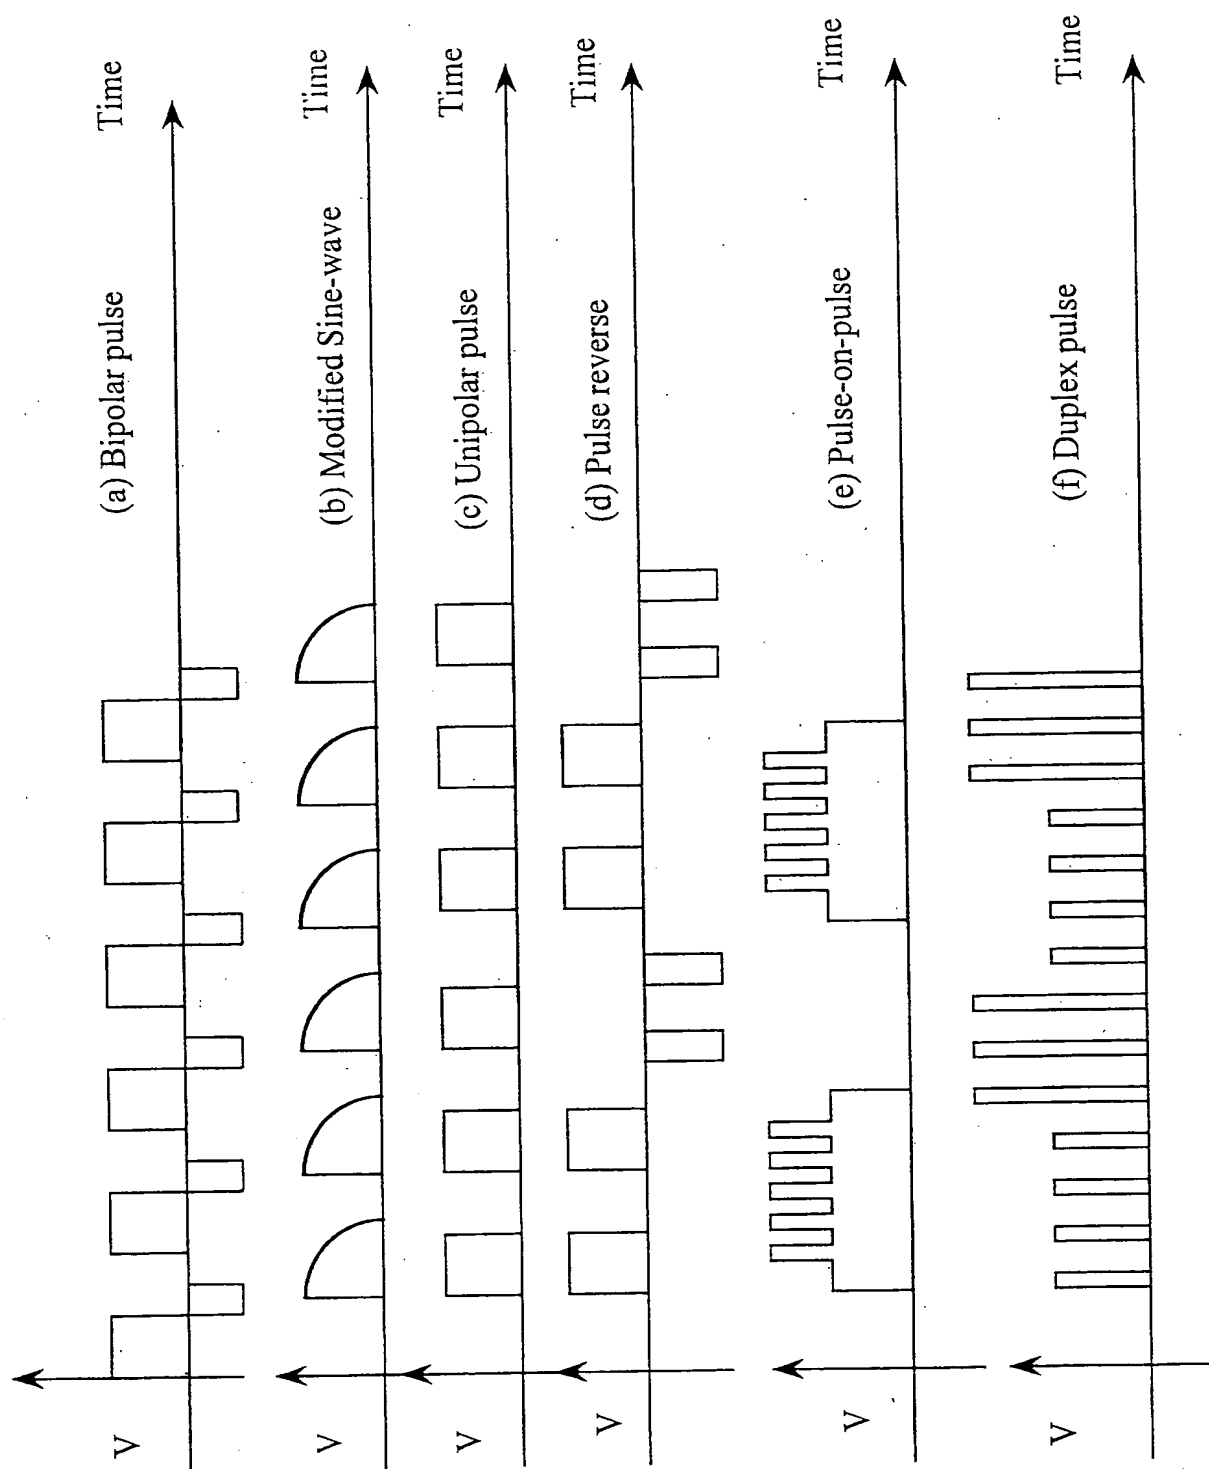 V
(a) Bipolar pulse
Time
V
(b) Modified Sine-wave
Time
V
(c) Unipolar pulse
Time
V
(d) Pulse reverse
Time
V
(e) Pulse-on-pulse
Time
V
(f) Duplex pulse
Time